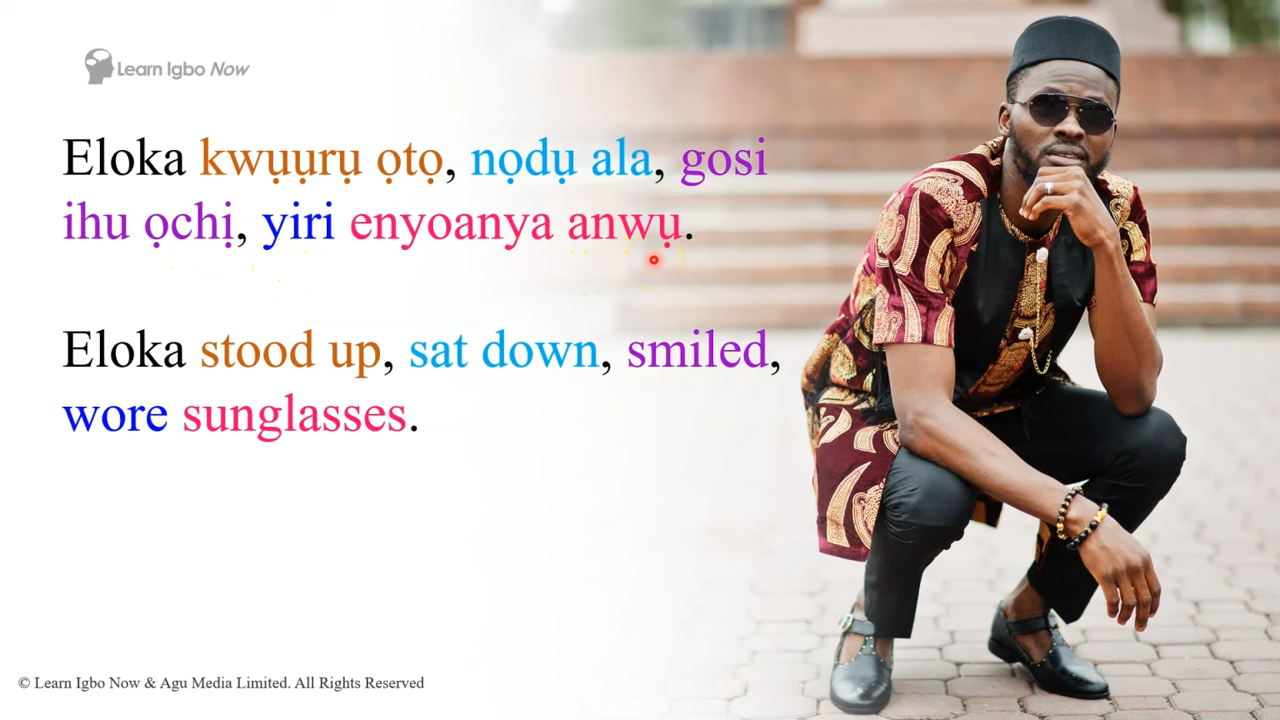 Learn Igbo Now
Eloka kwụụrụ ọtọ, nọdụ ala, gosi
ihu ọchị, yiri enyoanya anwụ.
Eloka stood up, sat down, smiled,
wore sunglasses.
© Learn Igbo Now & Agu Media Limited. All Rights Reserved